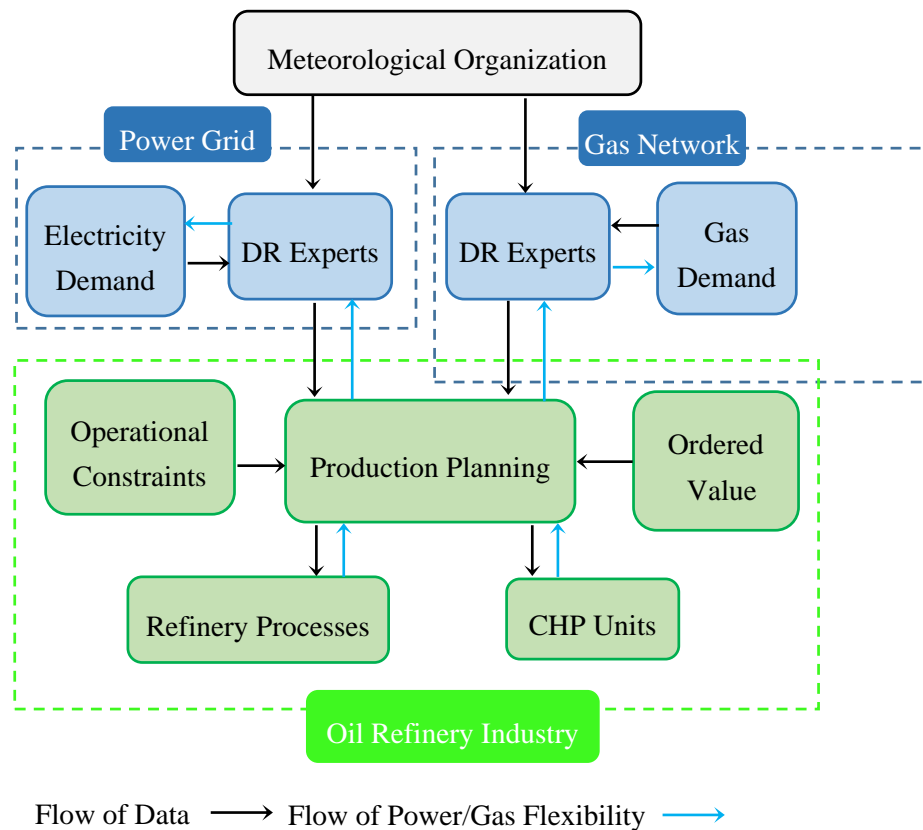 Meteorological Organization
Power Grid
Gas Network
Electricity
Demand
DR Experts
DR Experts
Gas
Demand
Operational
Constraints
Production Planning
Ordered
Value
Refinery Processes
CHP Units
Oil Refinery Industry
Flow of Data
Flow of Power/Gas Flexibility